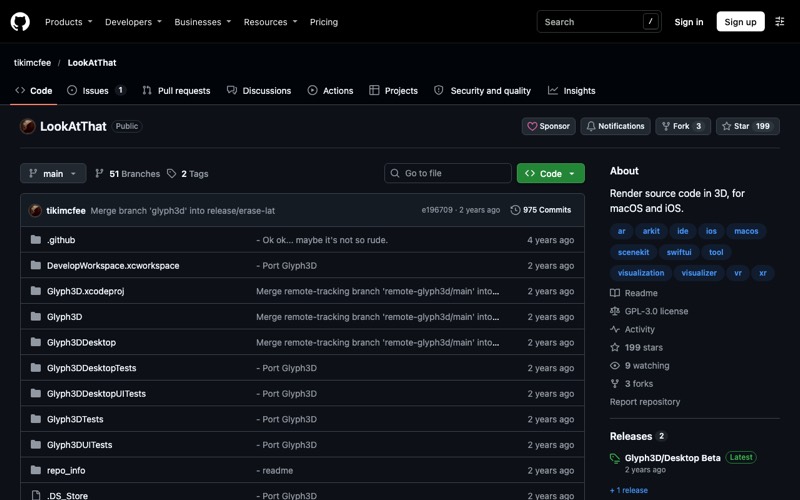 Products Developers Businesses Resources Pricing Search / Sign in Sign up
tikimcfee / LookAtThat
Code Issues 1 Pull requests Discussions Actions Projects Security and quality Insights
LookAtThat Public Sponsor Notifications Fork 3 Star 199
main 51 Branches 2 Tags Go to file Code
tikimcfee Merge branch 'glyph3d' into release/erase-lat e196709 · 2 years ago 975 Commits
.github - Ok ok... maybe it's not so rude. 4 years ago
DevelopWorkspace.xcworkspace - Port Glyph3D 2 years ago
Glyph3D.xcodeproj Merge remote-tracking branch 'remote-glyph3d/main' into... 2 years ago
Glyph3D Merge remote-tracking branch 'remote-glyph3d/main' into... 2 years ago
Glyph3DDesktop Merge remote-tracking branch 'remote-glyph3d/main' into... 2 years ago
Glyph3DDesktopTests - Port Glyph3D 2 years ago
Glyph3DDesktopUITests - Port Glyph3D 2 years ago
Glyph3DTests - Port Glyph3D 2 years ago
Glyph3DUITests - Port Glyph3D 2 years ago
repo_info - readme 2 years ago
.DS_Store - Port Glyph3D 2 years ago
About
Render source code in 3D, for
macOS and iOS.
ar arkit ide ios macos
scenekit swiftui tool
visualization visualizer vr xr
Readme
GPL-3.0 license
Activity
199 stars
9 watching
3 forks
Report repository
Releases 2
Glyph3D/Desktop Beta Latest
2 years ago
+ 1 release